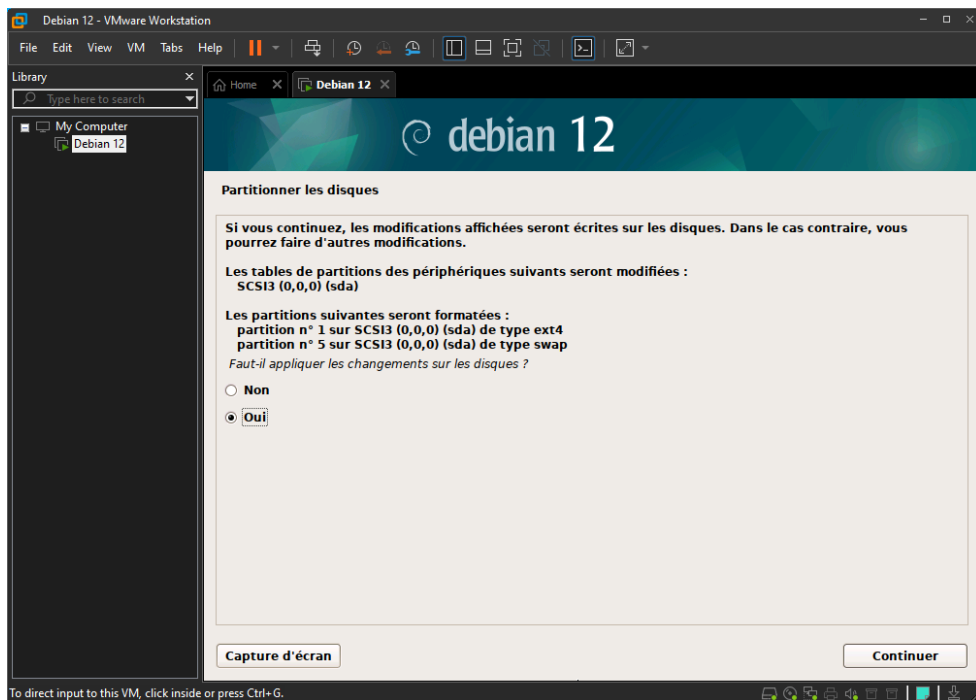 Debian 12 - VMware Workstation
File Edit View VM Tabs Help
Library
Type here to search
My Computer
Debian 12
Home
Debian 12
debian 12
Partitionner les disques
Si vous continuez, les modifications affichées seront écrites sur les disques. Dans le cas contraire, vous
pourrez faire d'autres modifications.
Les tables de partitions des périphériques suivants seront modifiées :
SCSI3 (0,0,0) (sda)
Les partitions suivantes seront formatées :
partition n° 1 sur SCSI3 (0,0,0) (sda) de type ext4
partition n° 5 sur SCSI3 (0,0,0) (sda) de type swap
Faut-il appliquer les changements sur les disques ?
Non
Oui
Capture d'écran
Continuer
To direct input to this VM, click inside or press Ctrl+G.